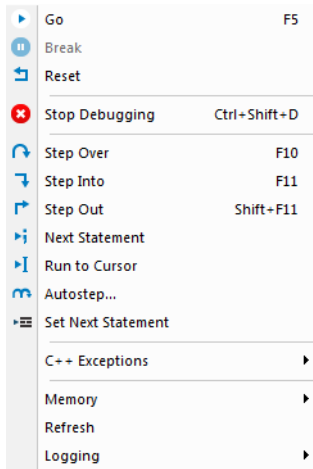 Go F5
Break
Reset
Stop Debugging Ctrl+Shift+D
Step Over F10
Step Into F11
Step Out Shift+F11
Next Statement
Run to Cursor
Autostep...
Set Next Statement
C++ Exceptions
Memory
Refresh
Logging